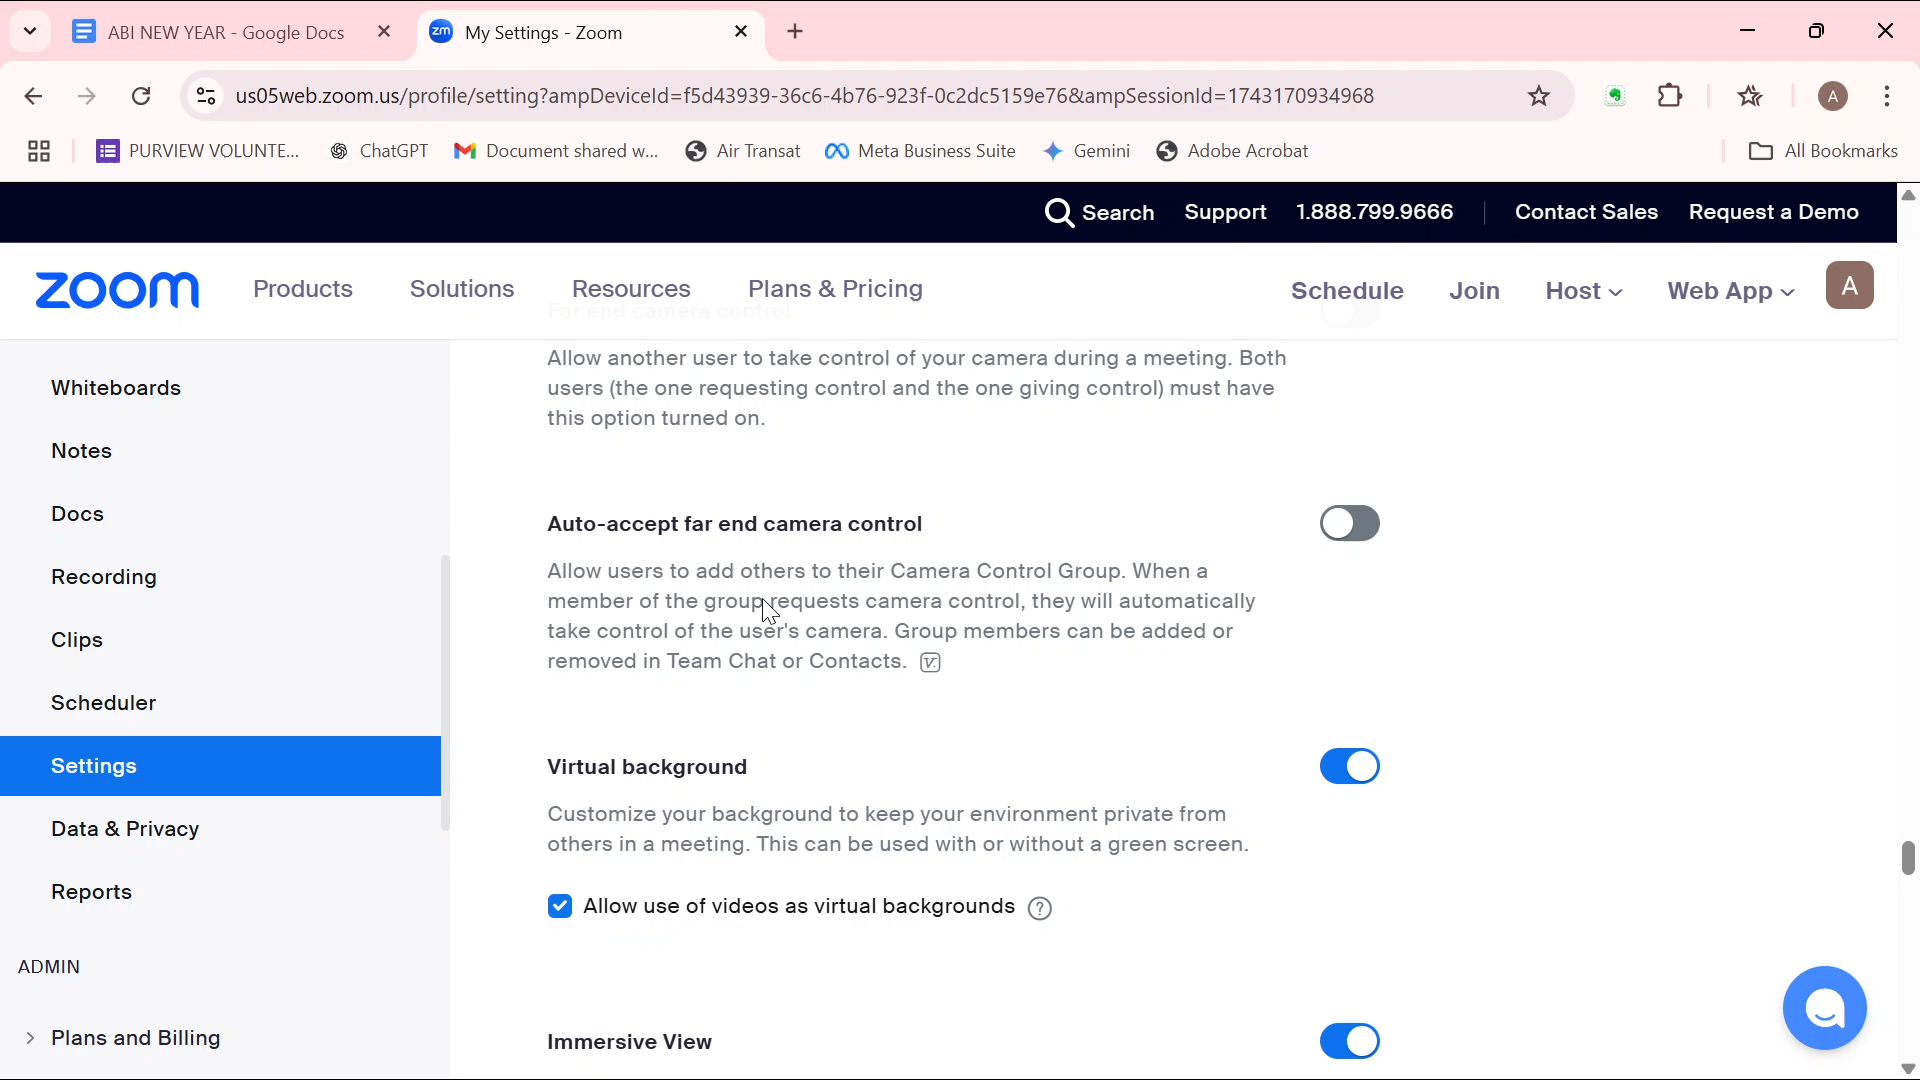 ABI NEW YEAR - Google Docs
zm My Settings - Zoom
us05web.zoom.us/profile/setting?ampDeviceId=f5d43939-36c6-4b76-923f-0c2dc5159e76&ampSessionId=1743170934968
A
PURVIEW VOLUNTE...
ChatGPT
Document shared w...
Air Transat
Meta Business Suite
Gemini
Adobe Acrobat
All Bookmarks
Search
Support
1.888.799.9666
Contact Sales
Request a Demo
zoom
Products
Solutions
Resources
Plans & Pricing
Schedule
Join
Host
Web App
A
Whiteboards
Notes
Docs
Recording
Clips
Scheduler
Settings
Data & Privacy
Reports
ADMIN
Plans and Billing
Far end camera control
Allow another user to take control of your camera during a meeting. Both
users (the one requesting control and the one giving control) must have
this option turned on.
Auto-accept far end camera control
Allow users to add others to their Camera Control Group. When a
member of the group requests camera control, they will automatically
take control of the user's camera. Group members can be added or
removed in Team Chat or Contacts. V.
Virtual background
Customize your background to keep your environment private from
others in a meeting. This can be used with or without a green screen.
Allow use of videos as virtual backgrounds ?
Immersive View